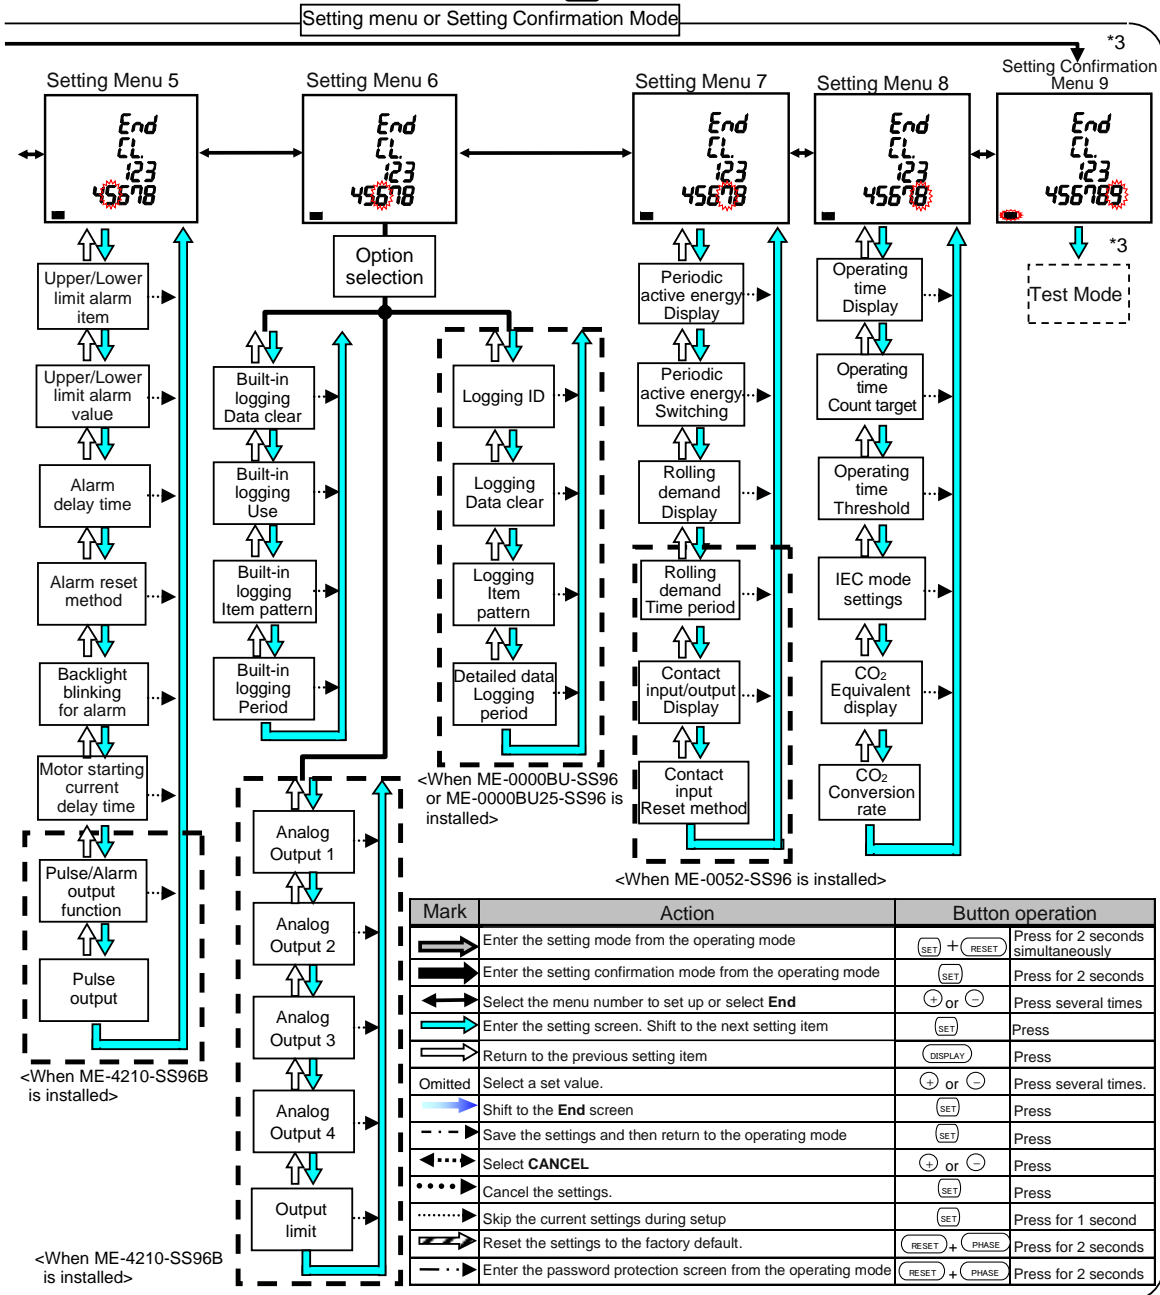 Setting menu or Setting Confirmation Mode
*3
Setting Menu 5
Setting Menu 6
Setting Menu 7
Setting Menu 8
Setting Confirmation
Menu 9
End
CL.
123
45678
End
CL.
123
45678
End
CL.
123
45678
End
CL.
123
45678
End
CL.
123
456789
*3
Test Mode
Upper/Lower
limit alarm
item
Upper/Lower
limit alarm
value
Alarm
delay time
Alarm reset
method
Backlight
blinking
for alarm
Motor starting
current
delay time
Pulse/Alarm
output
function
Pulse
output
<When ME-4210-SS96B
is installed>
Option
selection
Built-in
logging
Data clear
Built-in
logging
Use
Built-in
logging
Item pattern
Built-in
logging
Period
Logging ID
Logging
Data clear
Logging
Item
pattern
Detailed data
Logging
period
<When ME-0000BU-SS96
or ME-0000BU25-SS96 is
installed>
Analog
Output 1
Analog
Output 2
Analog
Output 3
Analog
Output 4
Output
limit
<When ME-4210-SS96B
is installed>
Periodic
active energy
Display
Periodic
active energy
Switching
Rolling
demand
Display
Rolling
demand
Time period
Contact
input/output
Display
Contact
input
Reset method
<When ME-0052-SS96 is installed>
Operating
time
Display
Operating
time
Count target
Operating
time
Threshold
IEC mode
settings
CO2
Equivalent
display
CO2
Conversion
rate
Mark Action Button operation
Enter the setting mode from the operating mode SET + RESET Press for 2 seconds simultaneously
Enter the setting confirmation mode from the operating mode SET Press for 2 seconds
Select the menu number to set up or select End + or − Press several times
Enter the setting screen. Shift to the next setting item SET Press
Return to the previous setting item DISPLAY Press
Omitted Select a set value. + or − Press several times.
Shift to the End screen SET Press
Save the settings and then return to the operating mode SET Press
Select CANCEL + or − Press
Cancel the settings. SET Press
Skip the current settings during setup SET Press for 1 second
Reset the settings to the factory default. RESET + PHASE Press for 2 seconds
Enter the password protection screen from the operating mode RESET + PHASE Press for 2 seconds